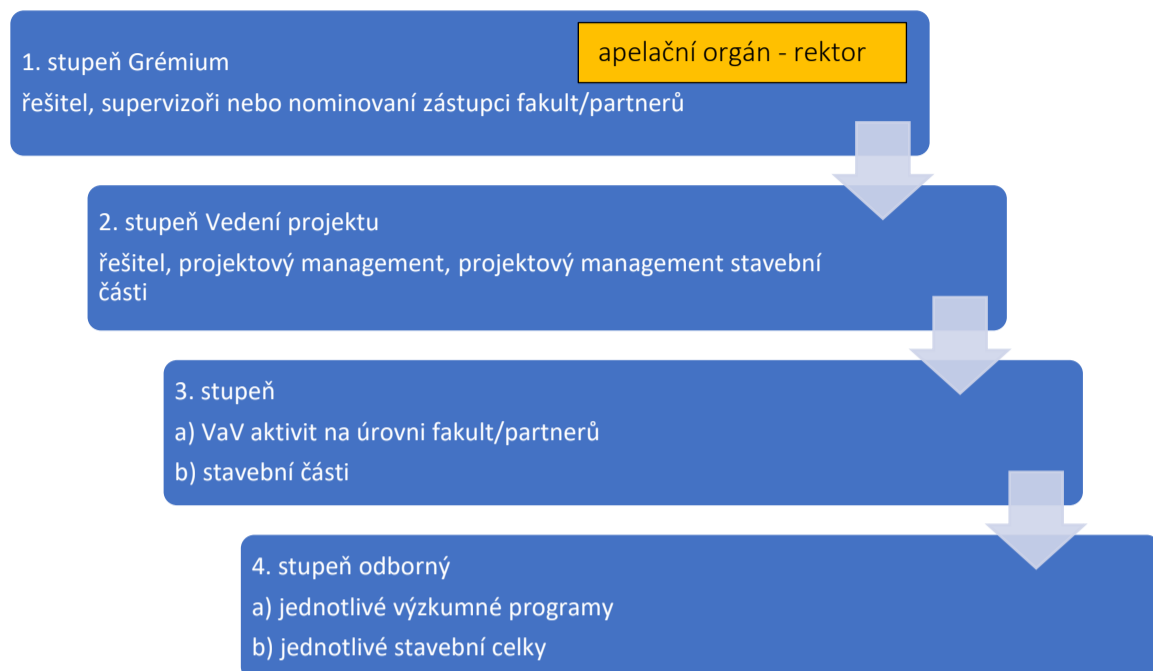 1. stupeň Grémium
apelační orgán - rektor
řešitel, supervizoři nebo nominovaní zástupci fakult/partnerů
2. stupeň Vedení projektu
řešitel, projektový management, projektový management stavební
části
3. stupeň
a) VaV aktivit na úrovni fakult/partnerů
b) stavební části
4. stupeň odborný
a) jednotlivé výzkumné programy
b) jednotlivé stavební celky